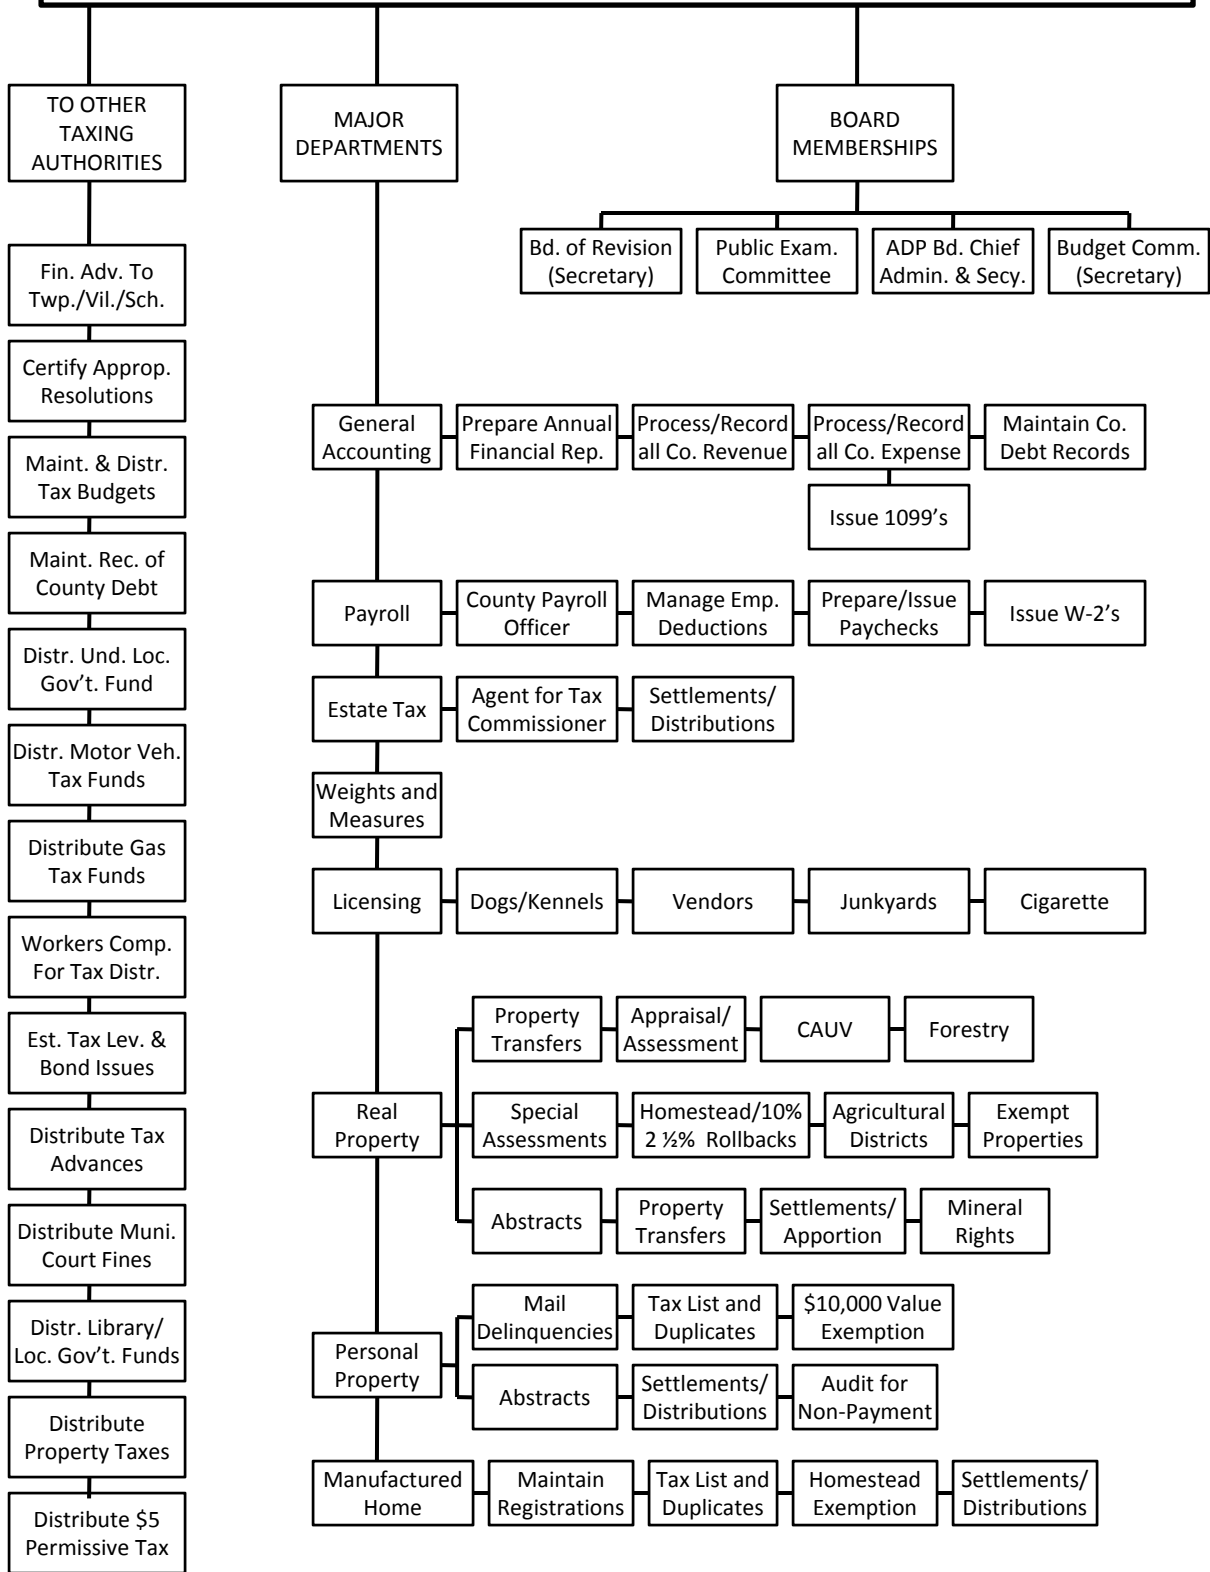 TO OTHER
TAXING
AUTHORITIES
MAJOR
DEPARTMENTS
BOARD
MEMBERSHIPS
Bd. of Revision
(Secretary)
Public Exam.
Committee
ADP Bd. Chief
Admin. & Secy.
Budget Comm.
(Secretary)
Fin. Adv. To
Twp./Vil./Sch.
Certify Approp.
Resolutions
Maint. & Distr.
Tax Budgets
Maint. Rec. of
County Debt
Distr. Und. Loc.
Gov't. Fund
Distr. Motor Veh.
Tax Funds
Distribute Gas
Tax Funds
Workers Comp.
For Tax Distr.
Est. Tax Lev. &
Bond Issues
Distribute Tax
Advances
Distribute Muni.
Court Fines
Distr. Library/
Loc. Gov't. Funds
Distribute
Property Taxes
Distribute $5
Permissive Tax
General
Accounting
Prepare Annual
Financial Rep.
Process/Record
all Co. Revenue
Process/Record
all Co. Expense
Maintain Co.
Debt Records
Issue 1099's
Payroll
County Payroll
Officer
Manage Emp.
Deductions
Prepare/Issue
Paychecks
Issue W-2's
Estate Tax
Agent for Tax
Commissioner
Settlements/
Distributions
Weights and
Measures
Licensing
Dogs/Kennels
Vendors
Junkyards
Cigarette
Real
Property
Property
Transfers
Appraisal/
Assessment
CAUV
Forestry
Special
Assessments
Homestead/10%
2 ½% Rollbacks
Agricultural
Districts
Exempt
Properties
Abstracts
Property
Transfers
Settlements/
Apportion
Mineral
Rights
Personal
Property
Mail
Delinquencies
Tax List and
Duplicates
$10,000 Value
Exemption
Abstracts
Settlements/
Distributions
Audit for
Non-Payment
Manufactured
Home
Maintain
Registrations
Tax List and
Duplicates
Homestead
Exemption
Settlements/
Distributions